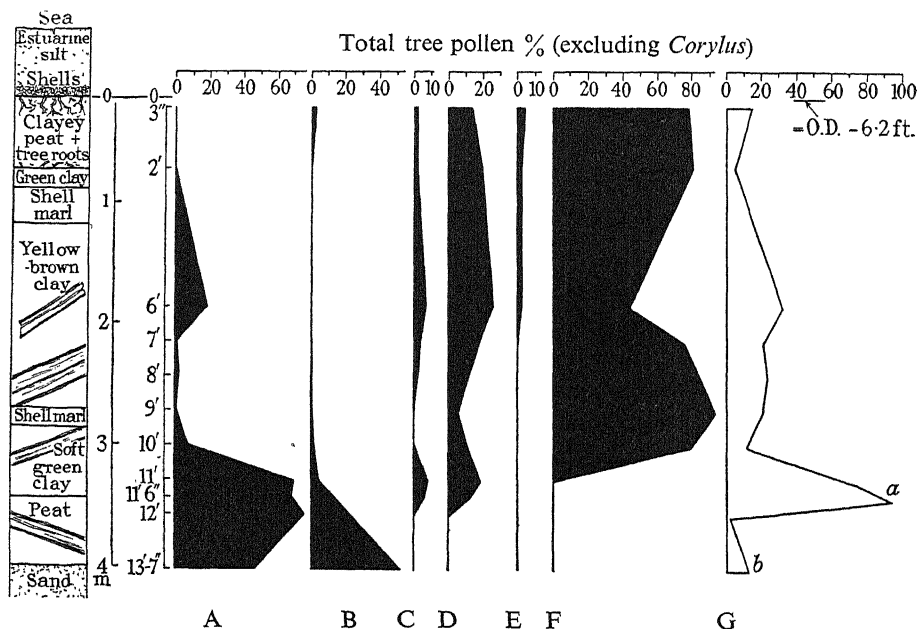 Sea
Estuarine
silt
Shells
Clayey
peat +
tree roots
Green clay
Shell
marl
Yellow
-brown
clay
Shell marl
Soft
green
clay
Peat
Sand
0
1
2
3
4
m
Total tree pollen % (excluding Corylus)
0 20 40 60
0 20 40
0 10
0 20
0 10
0 20 40 60 80
0 20 40 60 80 100
= O.D. - 6·2 ft.
0
3"
2'
6'
7'
8'
9'
10'
11'
11'6"
12'
13'·7"
a
b
A B C D E F G